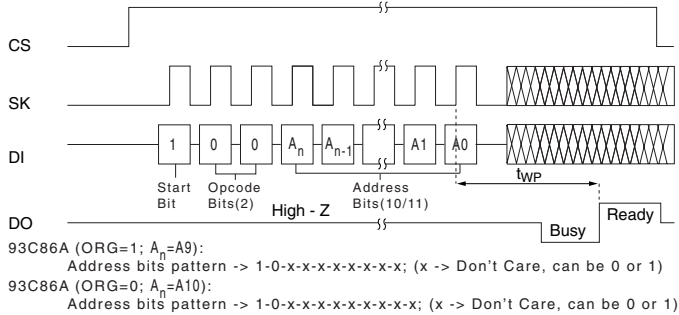 CS
SK
DI
1 0 0 An An-1 A1 A0
Start Bit
Opcode Bits(2)
Address Bits(10/11)
tWP
DO
High - Z
Busy
Ready
93C86A (ORG=1; An=A9):
Address bits pattern -> 1-0-x-x-x-x-x-x-x-x; (x -> Don't Care, can be 0 or 1)
93C86A (ORG=0; An=A10):
Address bits pattern -> 1-0-x-x-x-x-x-x-x-x-x; (x -> Don't Care, can be 0 or 1)